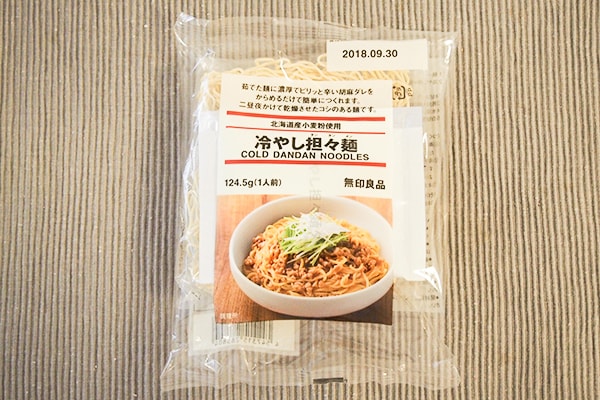 2018.09.30
茹でた麺に濃厚でピリッと辛い胡麻ダレを
からめるだけで簡単につくれます。
二昼夜かけて乾燥させたコシのある麺です。
北海道産小麦粉使用
冷やし担々麺
COLD DANDAN NOODLES
124.5g(1人前)
無印良品